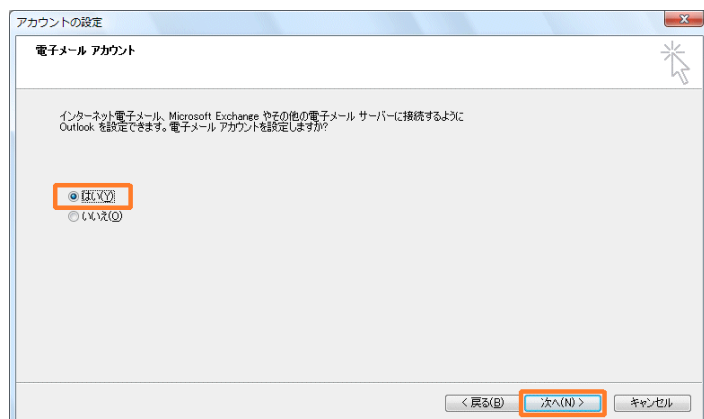 アカウントの設定
電子メール アカウント
インターネット電子メール、Microsoft Exchange やその他の電子メール サーバーに接続するように
Outlook を設定できます。電子メール アカウントを設定しますか?
はい(Y)
いいえ(O)
< 戻る(B) 次へ(N) > キャンセル